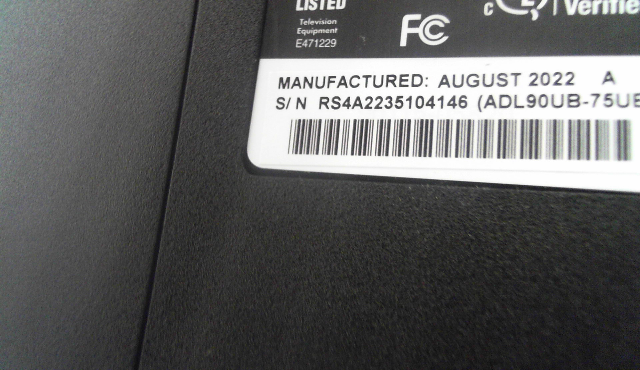 LISTED
Television
Equipment
E471229
FC
c
Verifie
MANUFACTURED: AUGUST 2022 A
S/N RS4A2235104146 (ADL90UB-75UE